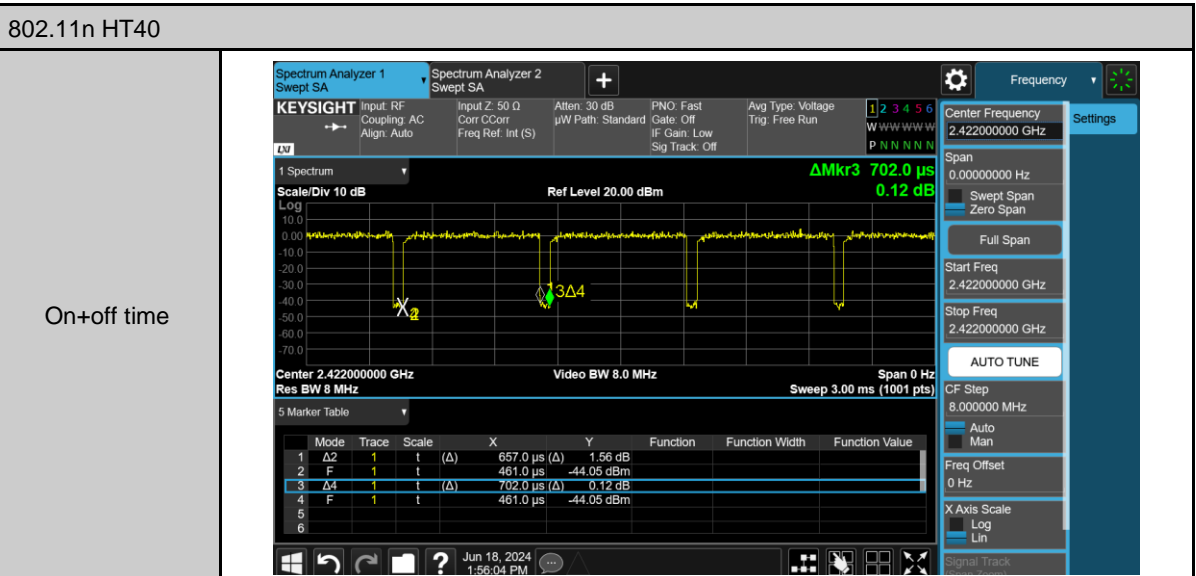 802.11n HT40
On+off time
Spectrum Analyzer 1
Swept SA
Spectrum Analyzer 2
Swept SA
Frequency
KEYSIGHT
Input: RF
Coupling: AC
Align: Auto
Input Z: 50 Ω
Corr CCorr
Freq Ref: Int (S)
Atten: 30 dB
µW Path: Standard
PNO: Fast
Gate: Off
IF Gain: Low
Sig Track: Off
Avg Type: Voltage
Trig: Free Run
1 2 3 4 5 6
W W W W W W
P N N N N N
LXI
1 Spectrum
ΔMkr3 702.0 µs
0.12 dB
Scale/Div 10 dB
Ref Level 20.00 dBm
Log
10.0
0.00
-10.0
-20.0
-30.0
-40.0
-50.0
-60.0
-70.0
3Δ4
Center 2.422000000 GHz
Video BW 8.0 MHz
Span 0 Hz
Res BW 8 MHz
Sweep 3.00 ms (1001 pts)
5 Marker Table
Mode Trace Scale X Y Function Function Width Function Value
1 Δ2 1 t (Δ) 657.0 µs (Δ) 1.56 dB
2 F 1 t 461.0 µs -44.05 dBm
3 Δ4 1 t (Δ) 702.0 µs (Δ) 0.12 dB
4 F 1 t 461.0 µs -44.05 dBm
5
6
?
Jun 18, 2024
1:56:04 PM
Center Frequency
2.422000000 GHz
Settings
Span
0.00000000 Hz
Swept Span
Zero Span
Full Span
Start Freq
2.422000000 GHz
Stop Freq
2.422000000 GHz
AUTO TUNE
CF Step
8.000000 MHz
Auto
Man
Freq Offset
0 Hz
X Axis Scale
Log
Lin
Signal Track
(Span Zoom)